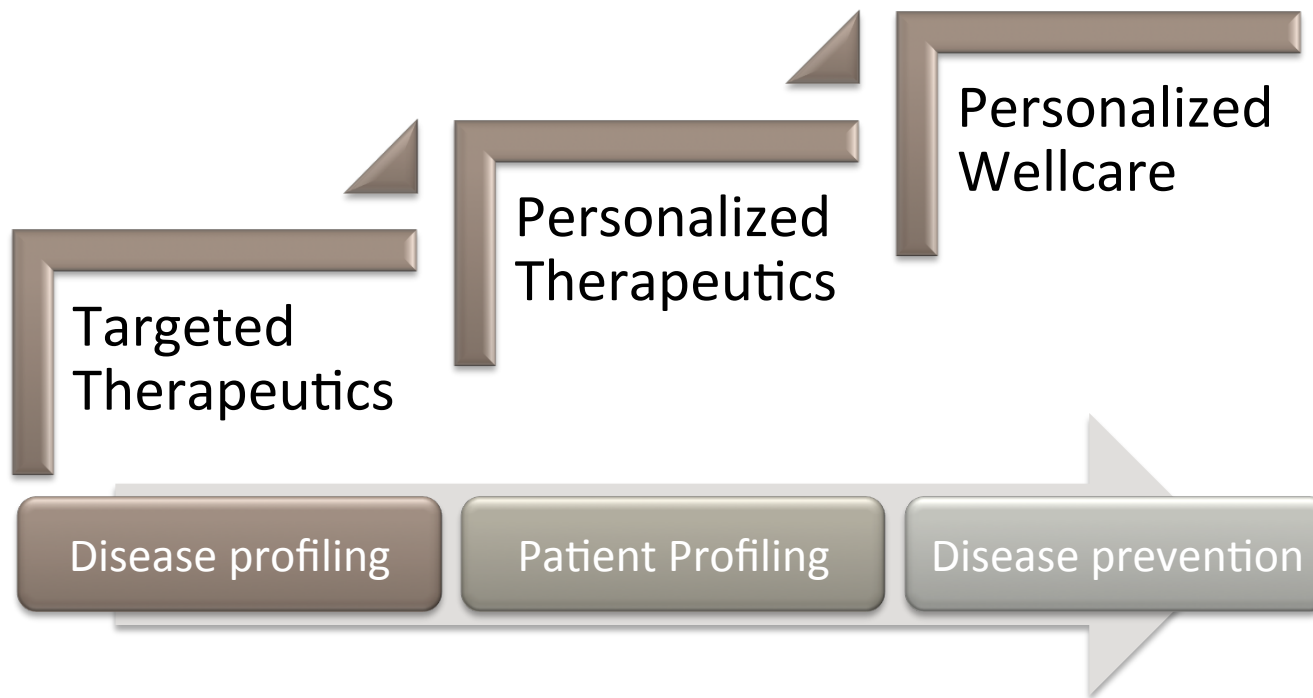 Personalized
Wellcare
Personalized
Therapeutics
Targeted
Therapeutics
Disease profiling
Patient Profiling
Disease prevention